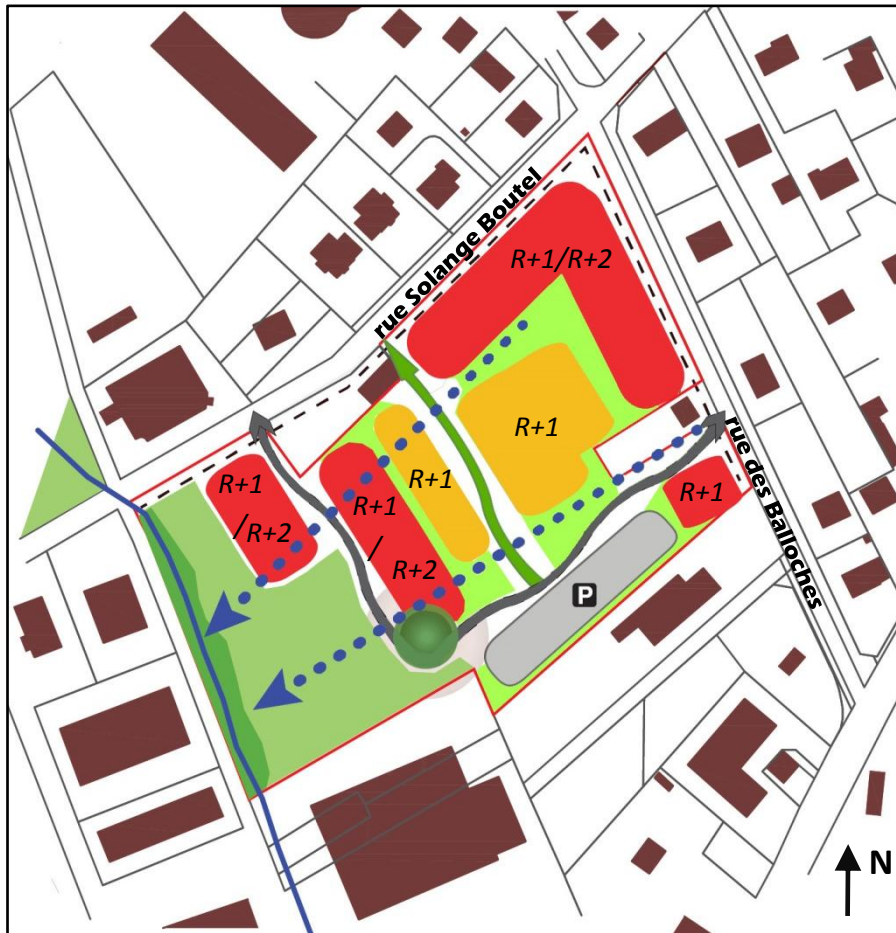 rue Solange Boutel
R+1/R+2
R+1
R+1
R+1
/R+2
R+1
/
R+2
R+1
rue des Balloches
P
N